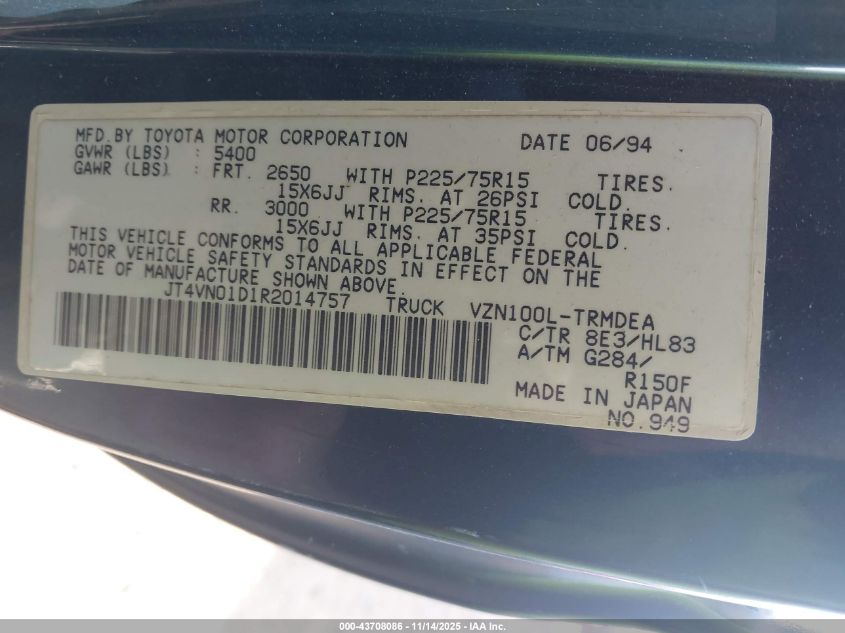 MFD. BY TOYOTA MOTOR CORPORATION DATE 06/94
GVWR (LBS) : 5400
GAWR (LBS) : FRT. 2650 WITH P225/75R15 TIRES.
15X6JJ RIMS. AT 26PSI COLD.
RR. 3000 WITH P225/75R15 TIRES.
15X6JJ RIMS. AT 35PSI COLD.
THIS VEHICLE CONFORMS TO ALL APPLICABLE FEDERAL
MOTOR VEHICLE SAFETY STANDARDS IN EFFECT ON THE
DATE OF MANUFACTURE SHOWN ABOVE.
JT4VN01D1R2014757 TRUCK VZN100L-TRMDEA
C/TR 8E3/HL83
A/TM G284/
R150F
MADE IN JAPAN
NO.949
000-43708086 - 11/14/2025 - IAA Inc.